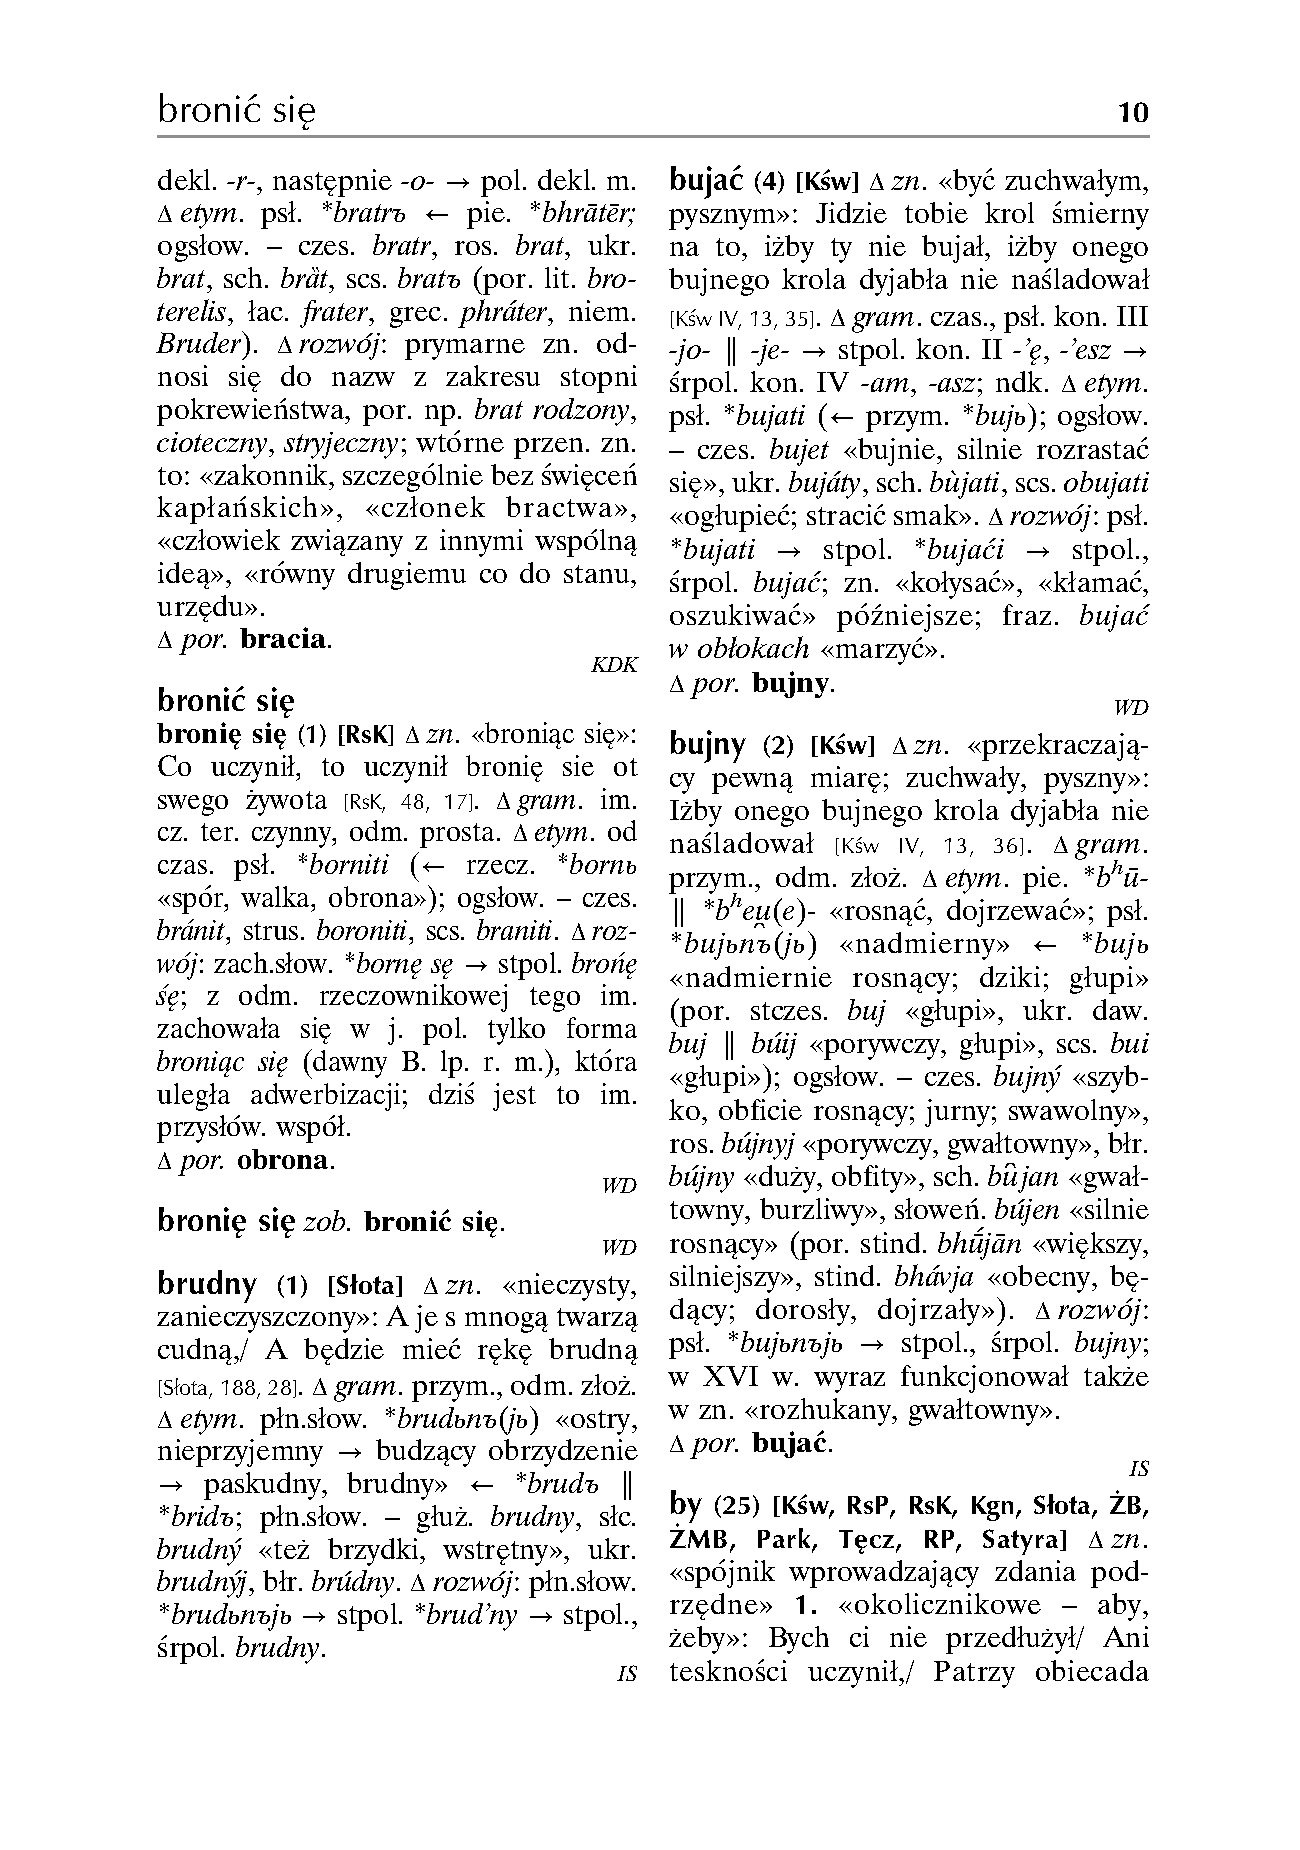 bronić się
10
dekl. -r-, następnie -o- → pol. dekl. m.
∆ etym. psł. *bratrъ ← pie. *bhrātēr;
ogsłow. – czes. bratr, ros. brat, ukr.
brat, sch. brȁt, scs. bratъ (por. lit. bro-
terelis, łac. frater, grec. phráter, niem.
Bruder). ∆ rozwój: prymarne zn. od-
nosi się do nazw z zakresu stopni
pokrewieństwa, por. np. brat rodzony,
cioteczny, stryjeczny; wtórne przen. zn.
to: «zakonnik, szczególnie bez święceń
kapłańskich», «członek bractwa»,
«człowiek związany z innymi wspólną
ideą», «równy drugiemu co do stanu,
urzędu».
∆ por. bracia.
KDK
bronić się
bronię się (1) [RsK] ∆ zn. «broniąc się»:
Co uczynił, to uczynił bronię sie ot
swego żywota [RsK, 48, 17]. ∆ gram. im.
cz. ter. czynny, odm. prosta. ∆ etym. od
czas. psł. *borniti (← rzecz. *bornь
«spór, walka, obrona»); ogsłow. – czes.
bránit, strus. boroniti, scs. braniti. ∆ roz-
wój: zach.słow. *bornę sę → stpol. brońę
śę; z odm. rzeczownikowej tego im.
zachowała się w j. pol. tylko forma
broniąc się (dawny B. lp. r. m.), która
uległa adwerbizacji; dziś jest to im.
przysłów. współ.
∆ por. obrona.
WD
bronię się zob. bronić się.
WD
brudny (1) [Słota] ∆ zn. «nieczysty,
zanieczyszczony»: A je s mnogą twarzą
cudną,/ A będzie mieć rękę brudną
[Słota, 188, 28]. ∆ gram. przym., odm. złoż.
∆ etym. płn.słow. *brudьnъ(jь) «ostry,
nieprzyjemny → budzący obrzydzenie
→ paskudny, brudny» ← *brudъ ‖
*bridъ; płn.słow. – głuż. brudny, słc.
brudný «też brzydki, wstrętny», ukr.
brudnýj, błr. brúdny. ∆ rozwój: płn.słow.
*brudьnъjь → stpol. *brud’ny → stpol.,
śrpol. brudny.
IS
bujać (4) [Kśw] ∆ zn. «być zuchwałym,
pysznym»: Jidzie tobie krol śmierny
na to, iżby ty nie bujał, iżby onego
bujnego krola dyjabła nie naśladował
[Kśw IV, 13, 35]. ∆ gram. czas., psł. kon. III
-jo- ‖ -je- → stpol. kon. II -’ę, -’esz →
śrpol. kon. IV -am, -asz; ndk. ∆ etym.
psł. *bujati (← przym. *bujь); ogsłow.
– czes. bujet «bujnie, silnie rozrastać
się», ukr. bujáty, sch. bùjati, scs. obujati
«ogłupieć; stracić smak». ∆ rozwój: psł.
*bujati → stpol. *bujaći → stpol.,
śrpol. bujać; zn. «kołysać», «kłamać,
oszukiwać» późniejsze; fraz. bujać
w obłokach «marzyć».
∆ por. bujny.
WD
bujny (2) [Kśw] ∆ zn. «przekraczają-
cy pewną miarę; zuchwały, pyszny»:
Iżby onego bujnego krola dyjabła nie
naśladował [Kśw IV, 13, 36]. ∆ gram.
przym., odm. złoż. ∆ etym. pie. *bʰū-
‖ *bʰeu̯(e)- «rosnąć, dojrzewać»; psł.
*bujьnъ(jь) «nadmierny» ← *bujь
«nadmiernie rosnący; dziki; głupi»
(por. stczes. buj «głupi», ukr. daw.
buj ‖ búij «porywczy, głupi», scs. bui
«głupi»); ogsłow. – czes. bujný «szyb-
ko, obficie rosnący; jurny; swawolny»,
ros. bújnyj «porywczy, gwałtowny», błr.
bújny «duży, obfity», sch. bȗjan «gwał-
towny, burzliwy», słoweń. bújen «silnie
rosnący» (por. stind. bhū́jān «większy,
silniejszy», stind. bhávja «obecny, bę-
dący; dorosły, dojrzały»). ∆ rozwój:
psł. *bujьnъjь → stpol., śrpol. bujny;
w XVI w. wyraz funkcjonował także
w zn. «rozhukany, gwałtowny».
∆ por. bujać.
IS
by (25) [Kśw, RsP, RsK, Kgn, Słota, ŻB,
ŻMB, Park, Tęcz, RP, Satyra] ∆ zn.
«spójnik wprowadzający zdania pod-
rzędne» 1. «okolicznikowe – aby,
żeby»: Bych ci nie przedłużył/ Ani
teskności uczynił,/ Patrzy obiecada